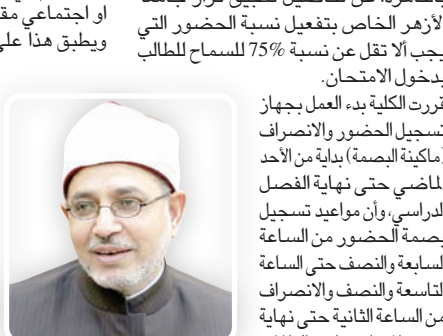 الأزهر الخاص بتفعيل نسبة الحضور التي
يجب ألا تقل عن نسبة 75% للسماح للطالب
بدخول الامتحان.
قررت الكلية بدء العمل بجهاز
تسجيل الحضور والانصراف
(ماكينة البصمة) بداية من الأحد
الماضي حتى نهاية الفصل
الدراسي، وأن مواعيد تسجيل
بصمة الحضور من الساعة
السابعة والنصف حتى الساعة
التاسعة والنصف والانصراف
من الساعة الثانية حتى نهاية
او اجتماعي
ويطبق هذا على